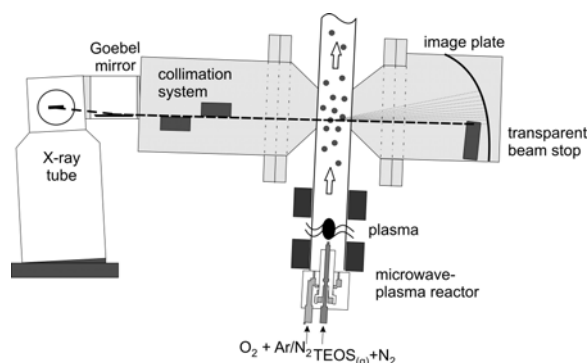 Goebel
mirror
collimation
system
image plate
X-ray
tube
transparent
beam stop
plasma
microwave-
plasma reactor
O₂ + Ar/N₂
TEOS(g)+N₂